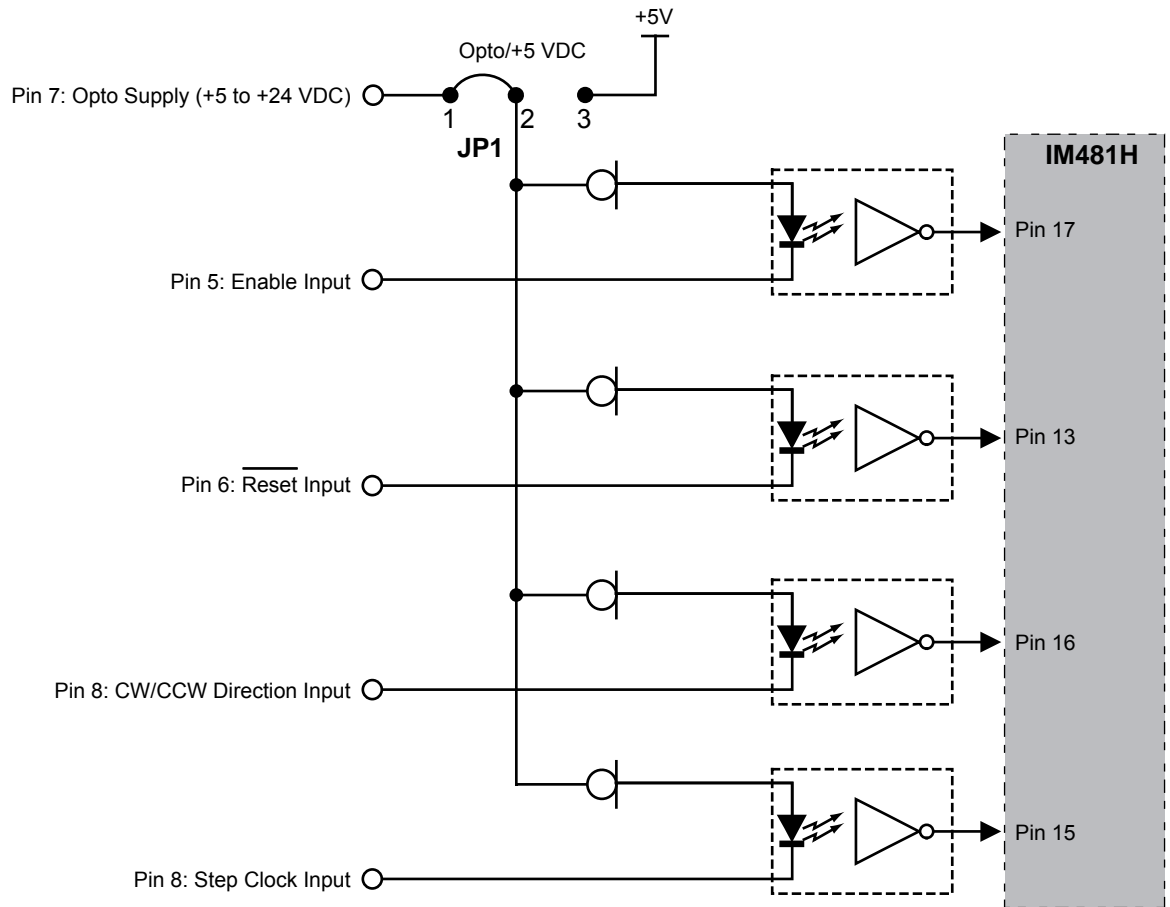 +5V
Opto/+5 VDC
Pin 7: Opto Supply (+5 to +24 VDC)
1 2 3
JP1
IM481H
Pin 17
Pin 5: Enable Input
Pin 13
Pin 6: Reset Input
Pin 16
Pin 8: CW/CCW Direction Input
Pin 15
Pin 8: Step Clock Input